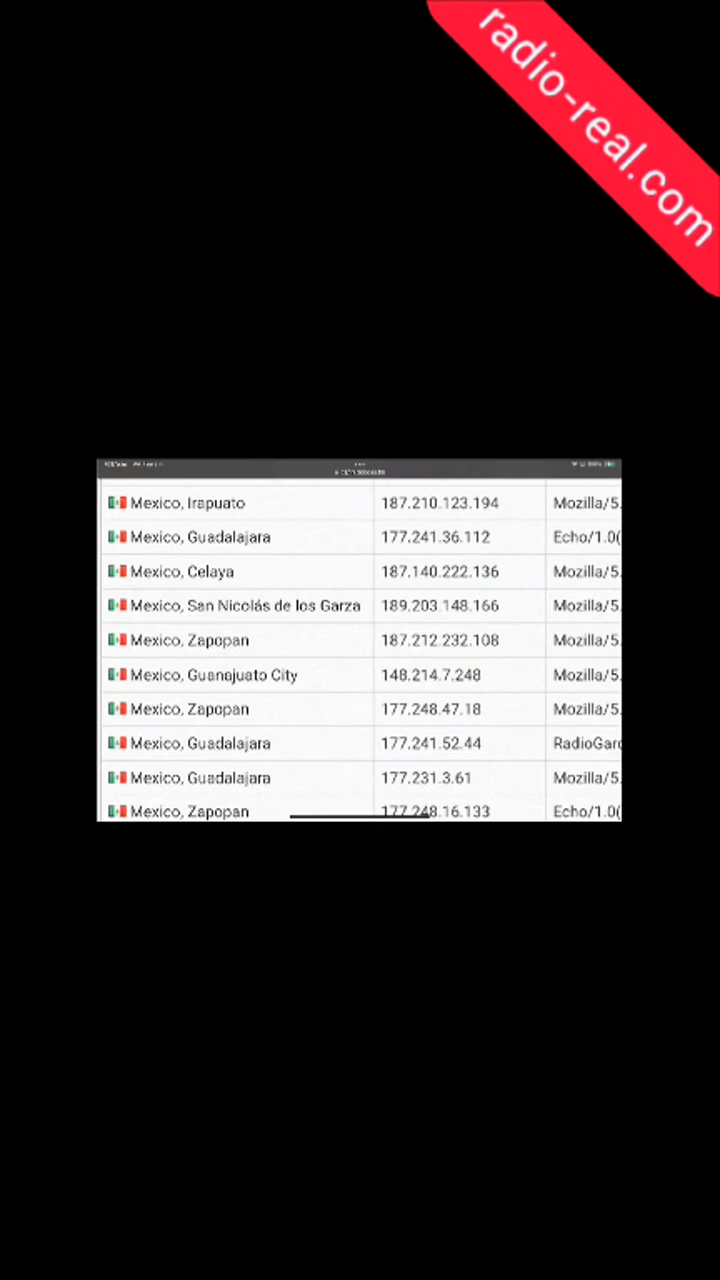 radio-real.com
Mexico, Irapuato 187.210.123.194 Mozilla/5.
Mexico, Guadalajara 177.241.36.112 Echo/1.0(
Mexico, Celaya 187.140.222.136 Mozilla/5.
Mexico, San Nicolás de los Garza 189.203.148.166 Mozilla/5.
Mexico, Zapopan 187.212.232.108 Mozilla/5.
Mexico, Guanajuato City 148.214.7.248 Mozilla/5.
Mexico, Zapopan 177.248.47.18 Mozilla/5.
Mexico, Guadalajara 177.241.52.44 RadioGard
Mexico, Guadalajara 177.231.3.61 Mozilla/5.
Mexico, Zapopan 177.248.16.133 Echo/1.0(